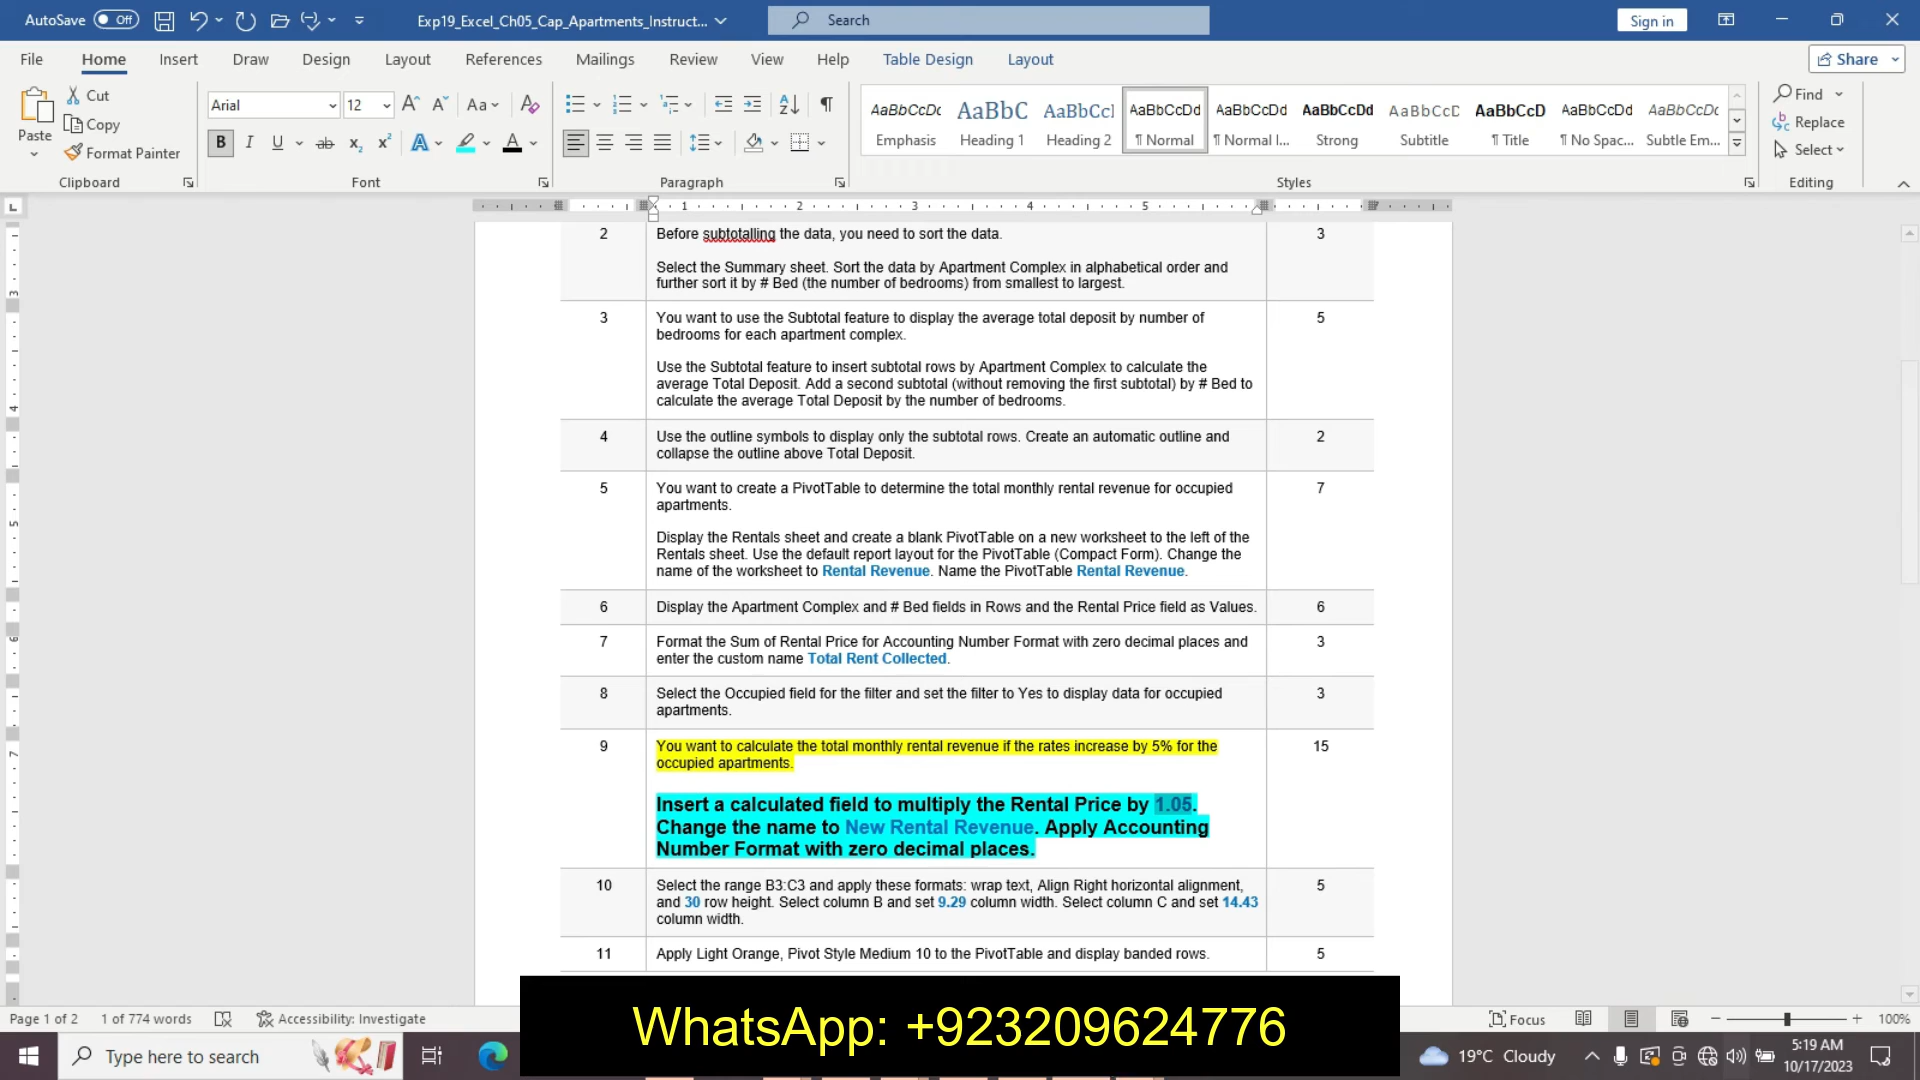 AutoSave Off Exp19_Excel_Ch05_Cap_Apartments_Instruct... Search Sign in
File Home Insert Draw Design Layout References Mailings Review View Help Table Design Layout Share
Paste Cut Copy Format Painter
Clipboard
Arial 12 Aa
B I U ab x₂ x² A A
Font
Paragraph
AaBbCcDc AaBbC AaBbCcI AaBbCcDd AaBbCcDd AaBbCcDd AaBbCcC AaBbCcD AaBbCcDd AaBbCcDc
Emphasis Heading 1 Heading 2 ¶ Normal ¶ Normal I... Strong Subtitle ¶ Title ¶ No Spac... Subtle Em...
Styles
Find
Replace
Select
Editing
1 2 3 4 5
2 Before subtotalling the data, you need to sort the data. 3
Select the Summary sheet. Sort the data by Apartment Complex in alphabetical order and
further sort it by # Bed (the number of bedrooms) from smallest to largest.
3 You want to use the Subtotal feature to display the average total deposit by number of 5
bedrooms for each apartment complex.
Use the Subtotal feature to insert subtotal rows by Apartment Complex to calculate the
average Total Deposit. Add a second subtotal (without removing the first subtotal) by # Bed to
calculate the average Total Deposit by the number of bedrooms.
4 Use the outline symbols to display only the subtotal rows. Create an automatic outline and 2
collapse the outline above Total Deposit.
5 You want to create a PivotTable to determine the total monthly rental revenue for occupied 7
apartments.
Display the Rentals sheet and create a blank PivotTable on a new worksheet to the left of the
Rentals sheet. Use the default report layout for the PivotTable (Compact Form). Change the
name of the worksheet to Rental Revenue. Name the PivotTable Rental Revenue.
6 Display the Apartment Complex and # Bed fields in Rows and the Rental Price field as Values. 6
7 Format the Sum of Rental Price for Accounting Number Format with zero decimal places and 3
enter the custom name Total Rent Collected.
8 Select the Occupied field for the filter and set the filter to Yes to display data for occupied 3
apartments.
9 You want to calculate the total monthly rental revenue if the rates increase by 5% for the 15
occupied apartments.
Insert a calculated field to multiply the Rental Price by 1.05.
Change the name to New Rental Revenue. Apply Accounting
Number Format with zero decimal places.
10 Select the range B3:C3 and apply these formats: wrap text, Align Right horizontal alignment, 5
and 30 row height. Select column B and set 9.29 column width. Select column C and set 14.43
column width.
11 Apply Light Orange, Pivot Style Medium 10 to the PivotTable and display banded rows. 5
WhatsApp: +923209624776
Page 1 of 2 1 of 774 words Accessibility: Investigate Focus 100%
Type here to search 19°C Cloudy 5:19 AM
10/17/2023